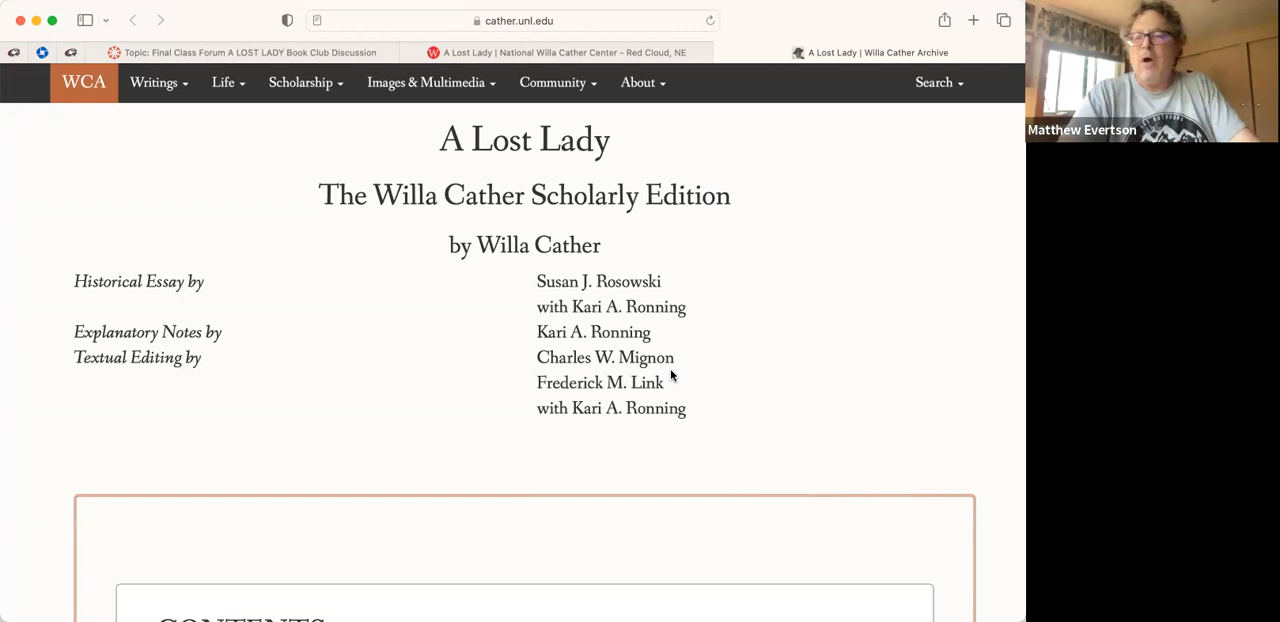 cather.unl.edu
Topic: Final Class Forum A LOST LADY Book Club Discussion
A Lost Lady | National Willa Cather Center - Red Cloud, NE
A Lost Lady | Willa Cather Archive
WCA Writings Life Scholarship Images & Multimedia Community About Search
A Lost Lady
The Willa Cather Scholarly Edition
by Willa Cather
Historical Essay by Susan J. Rosowski
with Kari A. Ronning
Explanatory Notes by Kari A. Ronning
Textual Editing by Charles W. Mignon
Frederick M. Link
with Kari A. Ronning
CONTENTS
Matthew Evertson